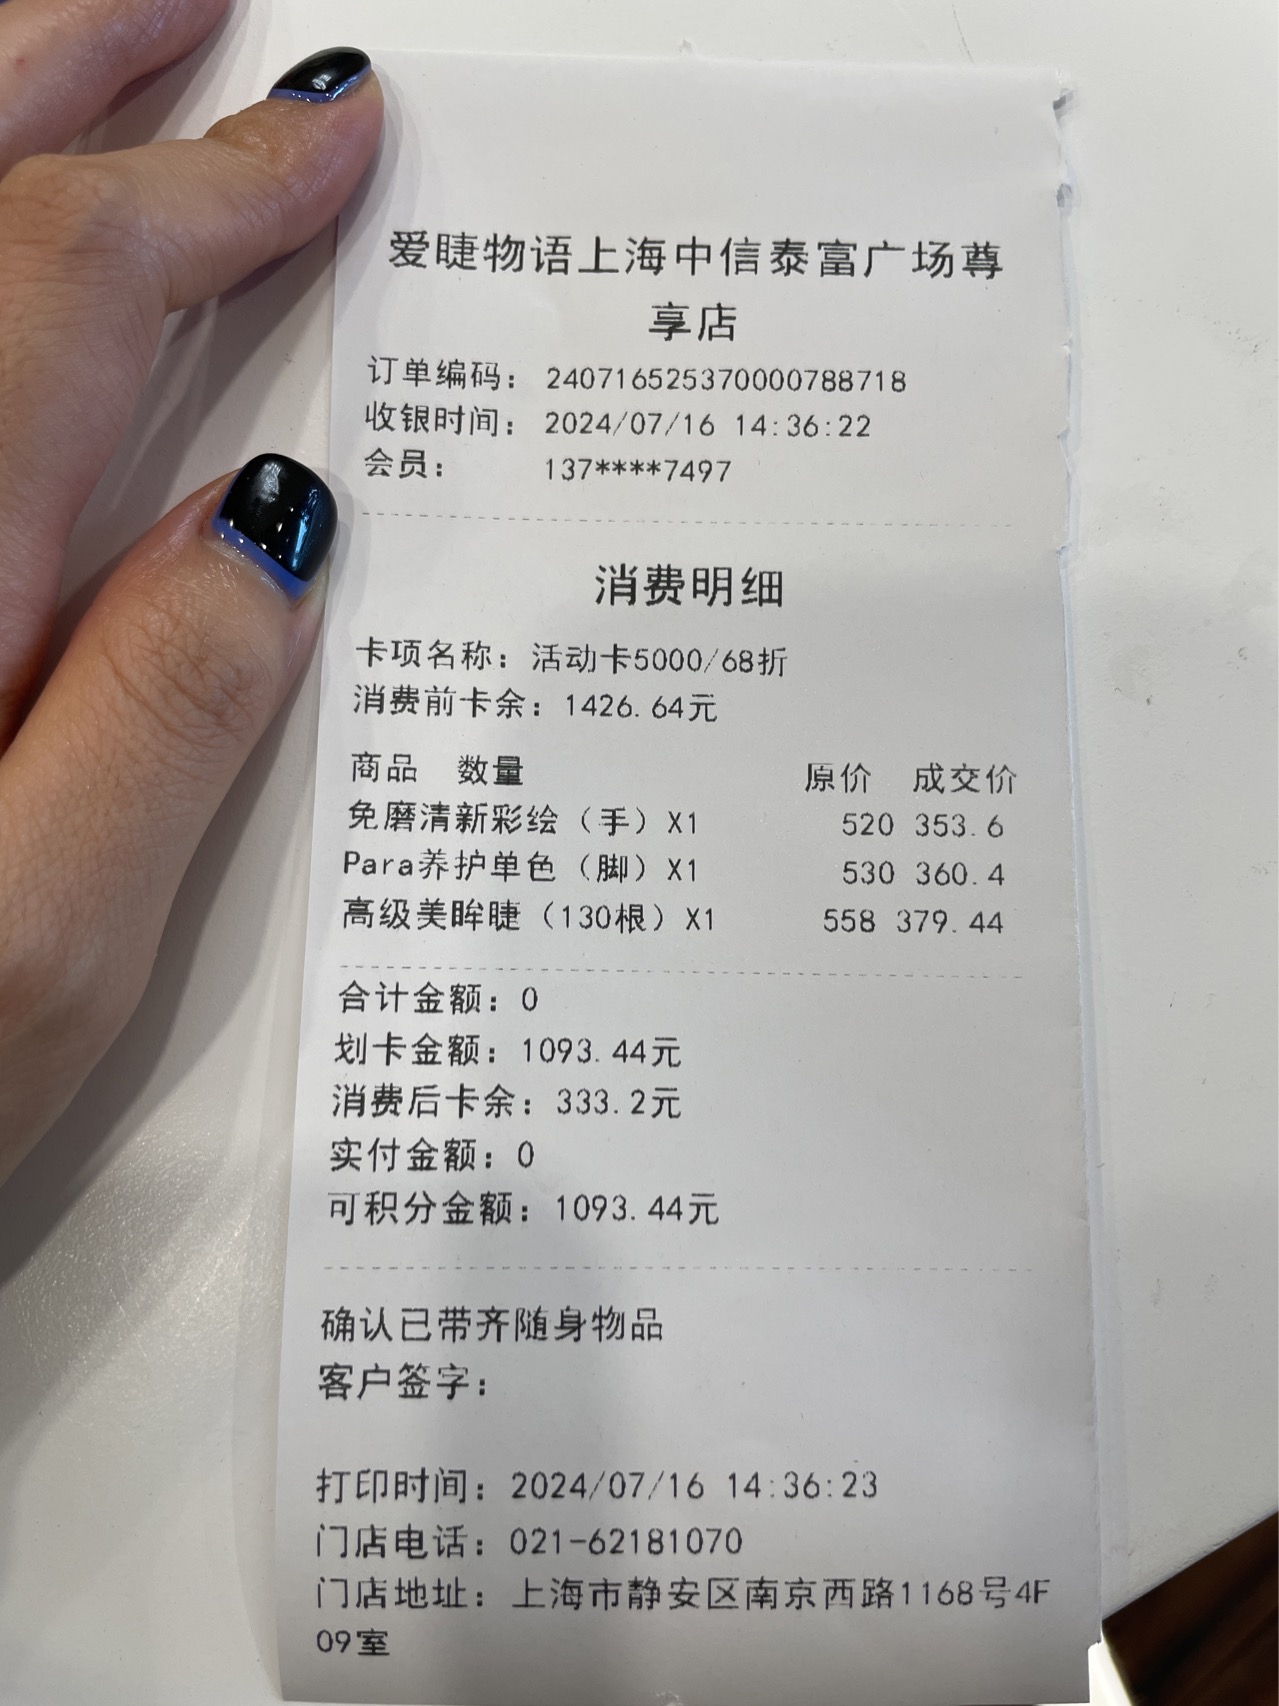 爱睫物语上海中信泰富广场尊
享店
订单编码： 240716525370000788718
收银时间： 2024/07/16 14:36:22
会员： 137****7497
消费明细
卡项名称：活动卡5000/68折
消费前卡余：1426.64元
商品 数量 原价 成交价
免磨清新彩绘（手）X1 520 353.6
Para养护单色（脚）X1 530 360.4
高级美眸睫（130根）X1 558 379.44
合计金额：0
划卡金额：1093.44元
消费后卡余：333.2元
实付金额：0
可积分金额：1093.44元
确认已带齐随身物品
客户签字：
打印时间：2024/07/16 14:36:23
门店电话：021-62181070
门店地址：上海市静安区南京西路1168号4F
09室